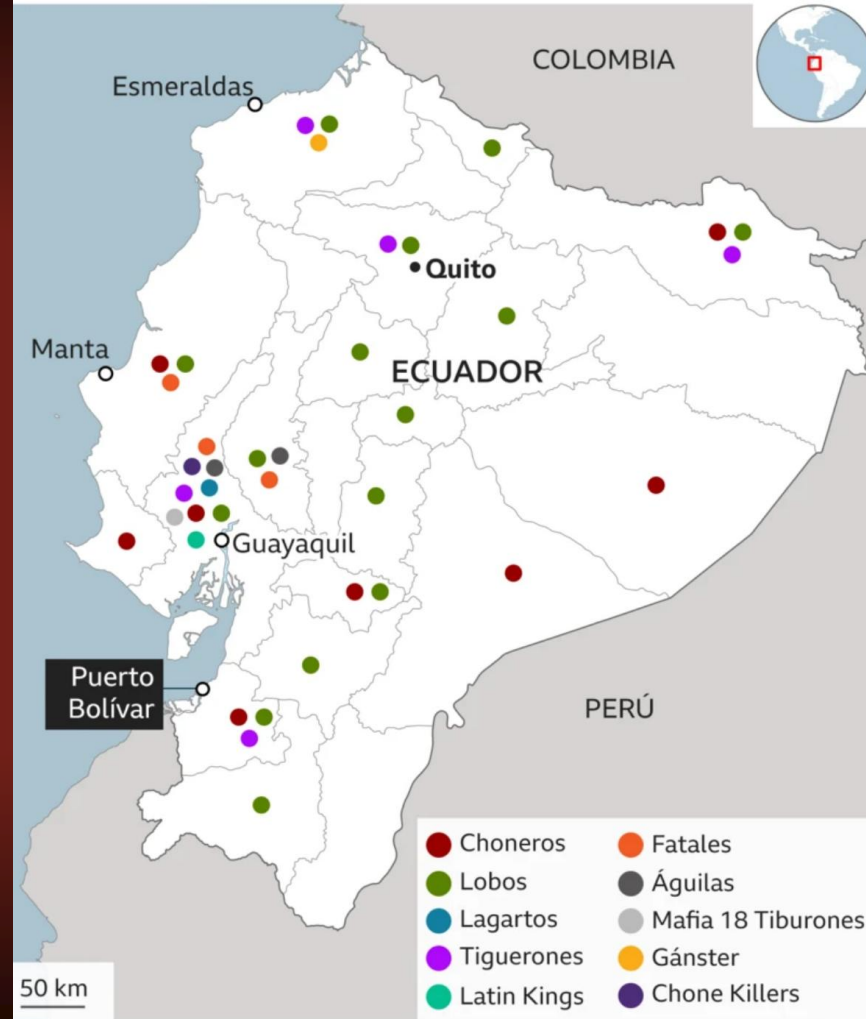 COLOMBIA
Esmeraldas
Quito
Manta
ECUADOR
Guayaquil
Puerto
Bolívar
PERÚ
Choneros
Lobos
Lagartos
Tiguerones
Latin Kings
Fatales
Águilas
Mafia 18 Tiburones
Gánster
Chone Killers
50 km